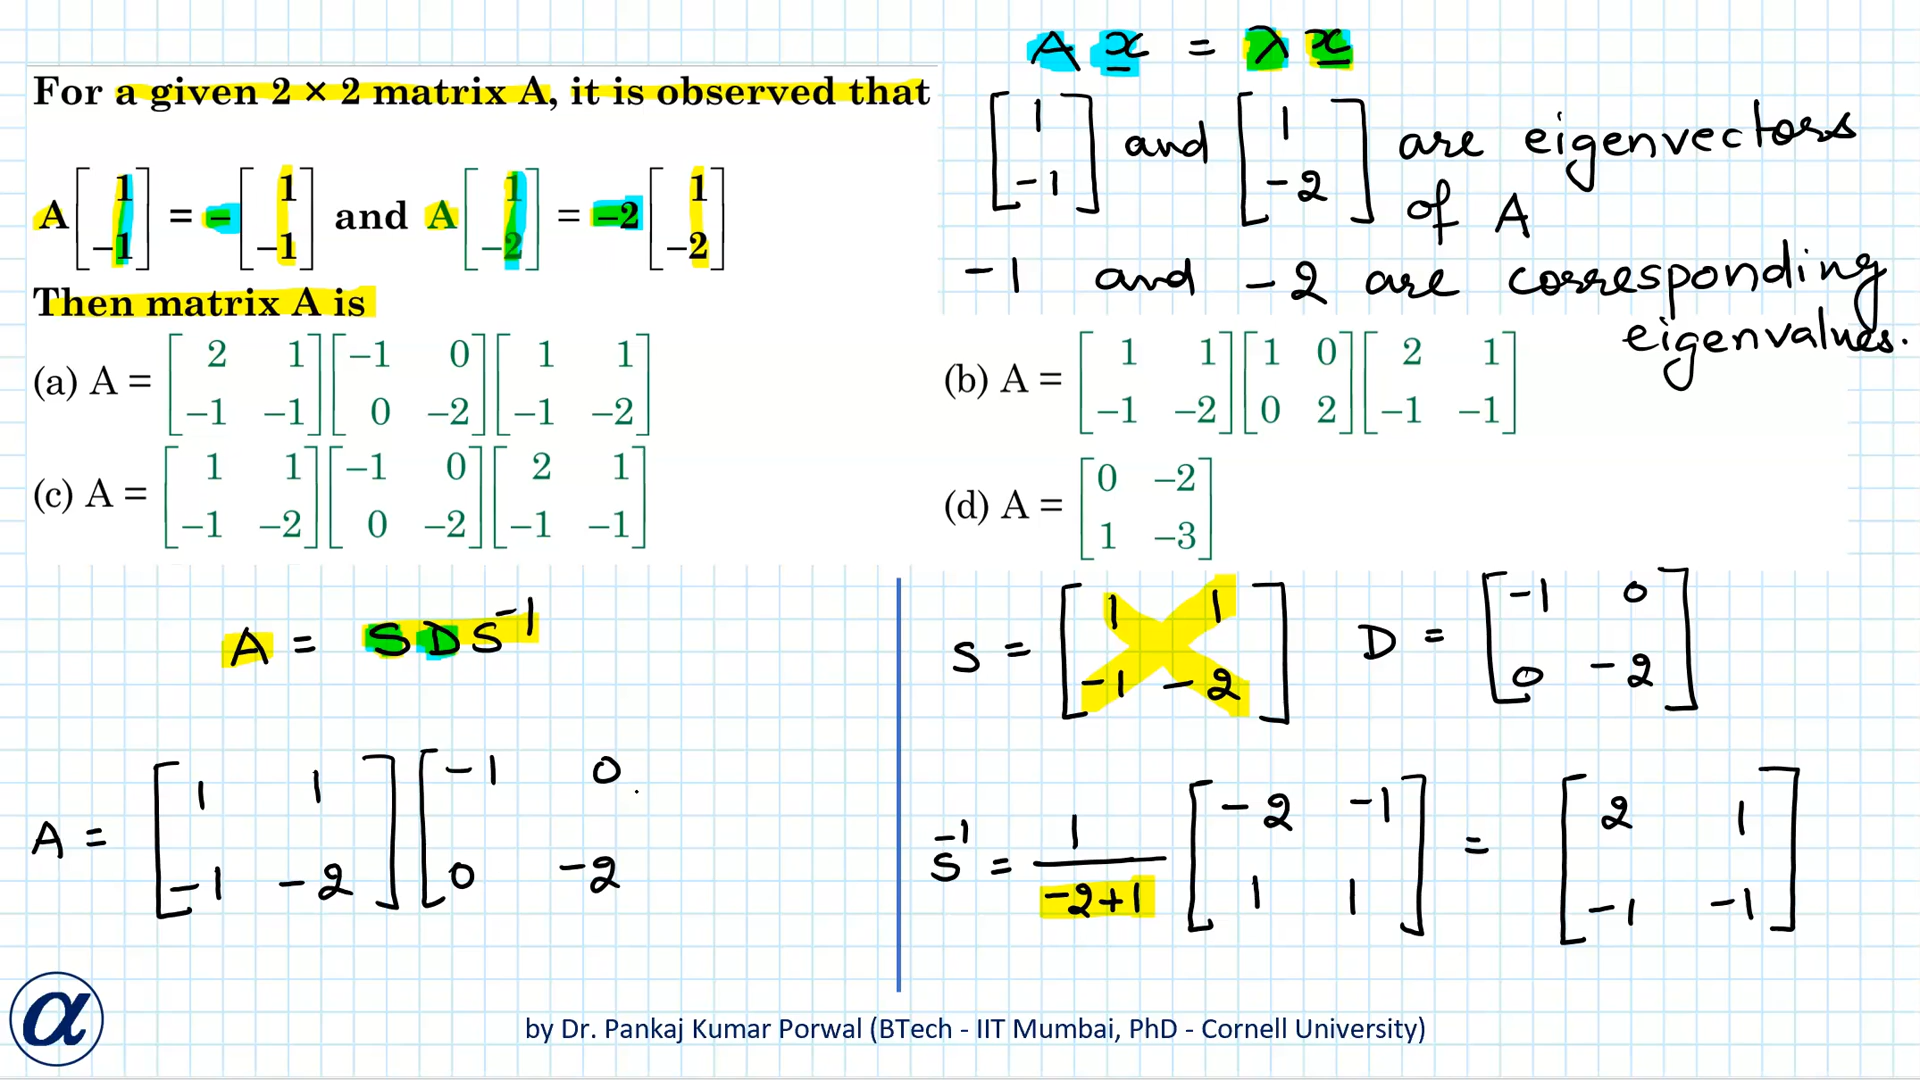 A x = λ x
For a given 2 × 2 matrix A, it is observed that
[1 -1] and [1 -2] are eigenvectors of A
A [1 –1] = – [1 –1] and A [1 –2] = –2 [1 –2]
-1 and -2 are corresponding eigenvalues.
Then matrix A is
(a) A = [2 1; –1 –1] [–1 0; 0 –2] [1 1; –1 –2]
(b) A = [1 1; –1 –2] [1 0; 0 2] [2 1; –1 –1]
(c) A = [1 1; –1 –2] [–1 0; 0 –2] [2 1; –1 –1]
(d) A = [0 –2; 1 –3]
A = S D S⁻¹
S = [1 1; -1 -2] D = [-1 0; 0 -2]
A = [1 1; -1 -2] [-1 0; 0 -2]
S⁻¹ = 1/(-2+1) [-2 -1; 1 1] = [2 1; -1 -1]
α
by Dr. Pankaj Kumar Porwal (BTech - IIT Mumbai, PhD - Cornell University)